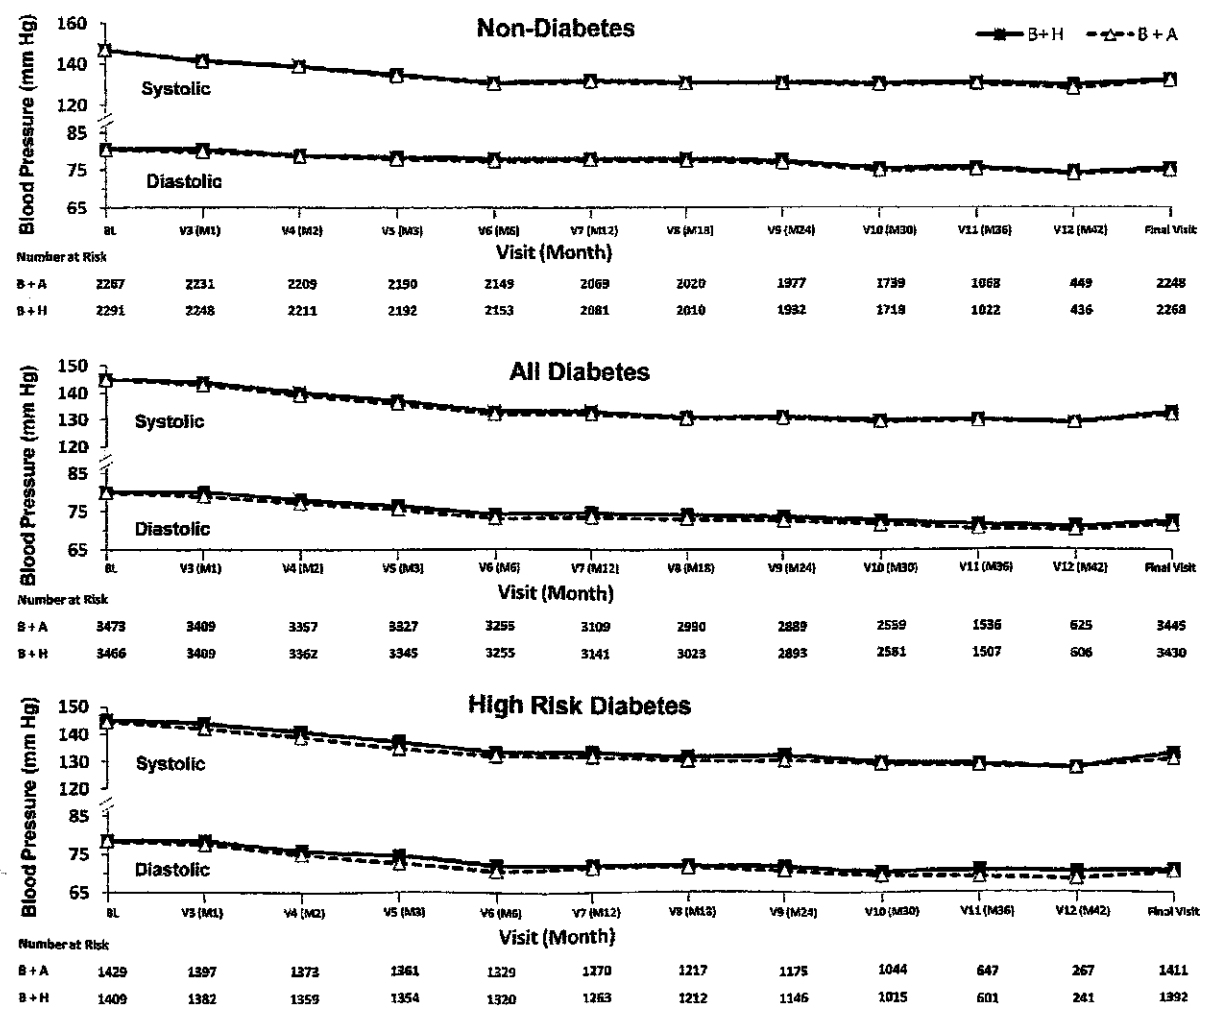 Non-Diabetes
B+H B + A
Blood Pressure (mm Hg)
160
140
120
85
75
65
Systolic
Diastolic
BL V3 (M1) V4 (M2) V5 (M3) V6 (M6) V7 (M12) V8 (M18) V9 (M24) V10 (M30) V11 (M36) V12 (M42) Final Visit
Visit (Month)
Number at Risk
B + A 2267 2231 2209 2190 2149 2069 2020 1977 1739 1068 449 2248
B + H 2291 2248 2211 2192 2153 2081 2010 1932 1718 1022 436 2268
All Diabetes
Blood Pressure (mm Hg)
150
140
130
120
85
75
65
Systolic
Diastolic
BL V3 (M1) V4 (M2) V5 (M3) V6 (M6) V7 (M12) V8 (M18) V9 (M24) V10 (M30) V11 (M36) V12 (M42) Final Visit
Visit (Month)
Number at Risk
B + A 3473 3409 3357 3327 3255 3109 2990 2889 2559 1536 625 3445
B + H 3466 3409 3362 3345 3255 3141 3023 2893 2581 1507 606 3430
High Risk Diabetes
Blood Pressure (mm Hg)
150
140
130
120
85
75
65
Systolic
Diastolic
BL V3 (M1) V4 (M2) V5 (M3) V6 (M6) V7 (M12) V8 (M18) V9 (M24) V10 (M30) V11 (M36) V12 (M42) Final Visit
Visit (Month)
Number at Risk
B + A 1429 1397 1373 1361 1329 1270 1217 1175 1044 647 267 1411
B + H 1409 1382 1359 1354 1320 1263 1212 1146 1015 601 241 1392